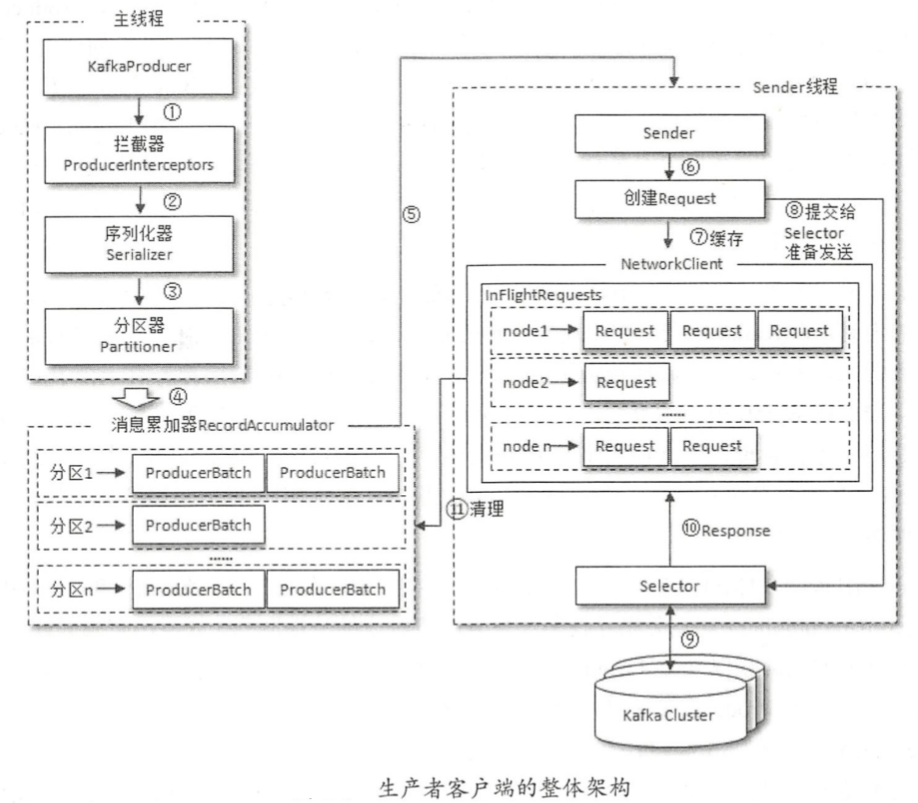 主线程
KafkaProducer
①
拦截器
ProducerInterceptors
②
序列化器
Serializer
③
分区器
Partitioner
④
消息累加器RecordAccumulator
分区1
ProducerBatch
ProducerBatch
分区2
ProducerBatch
……
分区n
ProducerBatch
ProducerBatch
⑤
Sender线程
Sender
⑥
创建Request
⑦缓存
⑧提交给
Selector
准备发送
NetworkClient
InFlightRequests
node1
Request
Request
Request
node2
Request
……
node n
Request
Request
⑪清理
⑩Response
Selector
⑨
Kafka Cluster
生产者客户端的整体架构